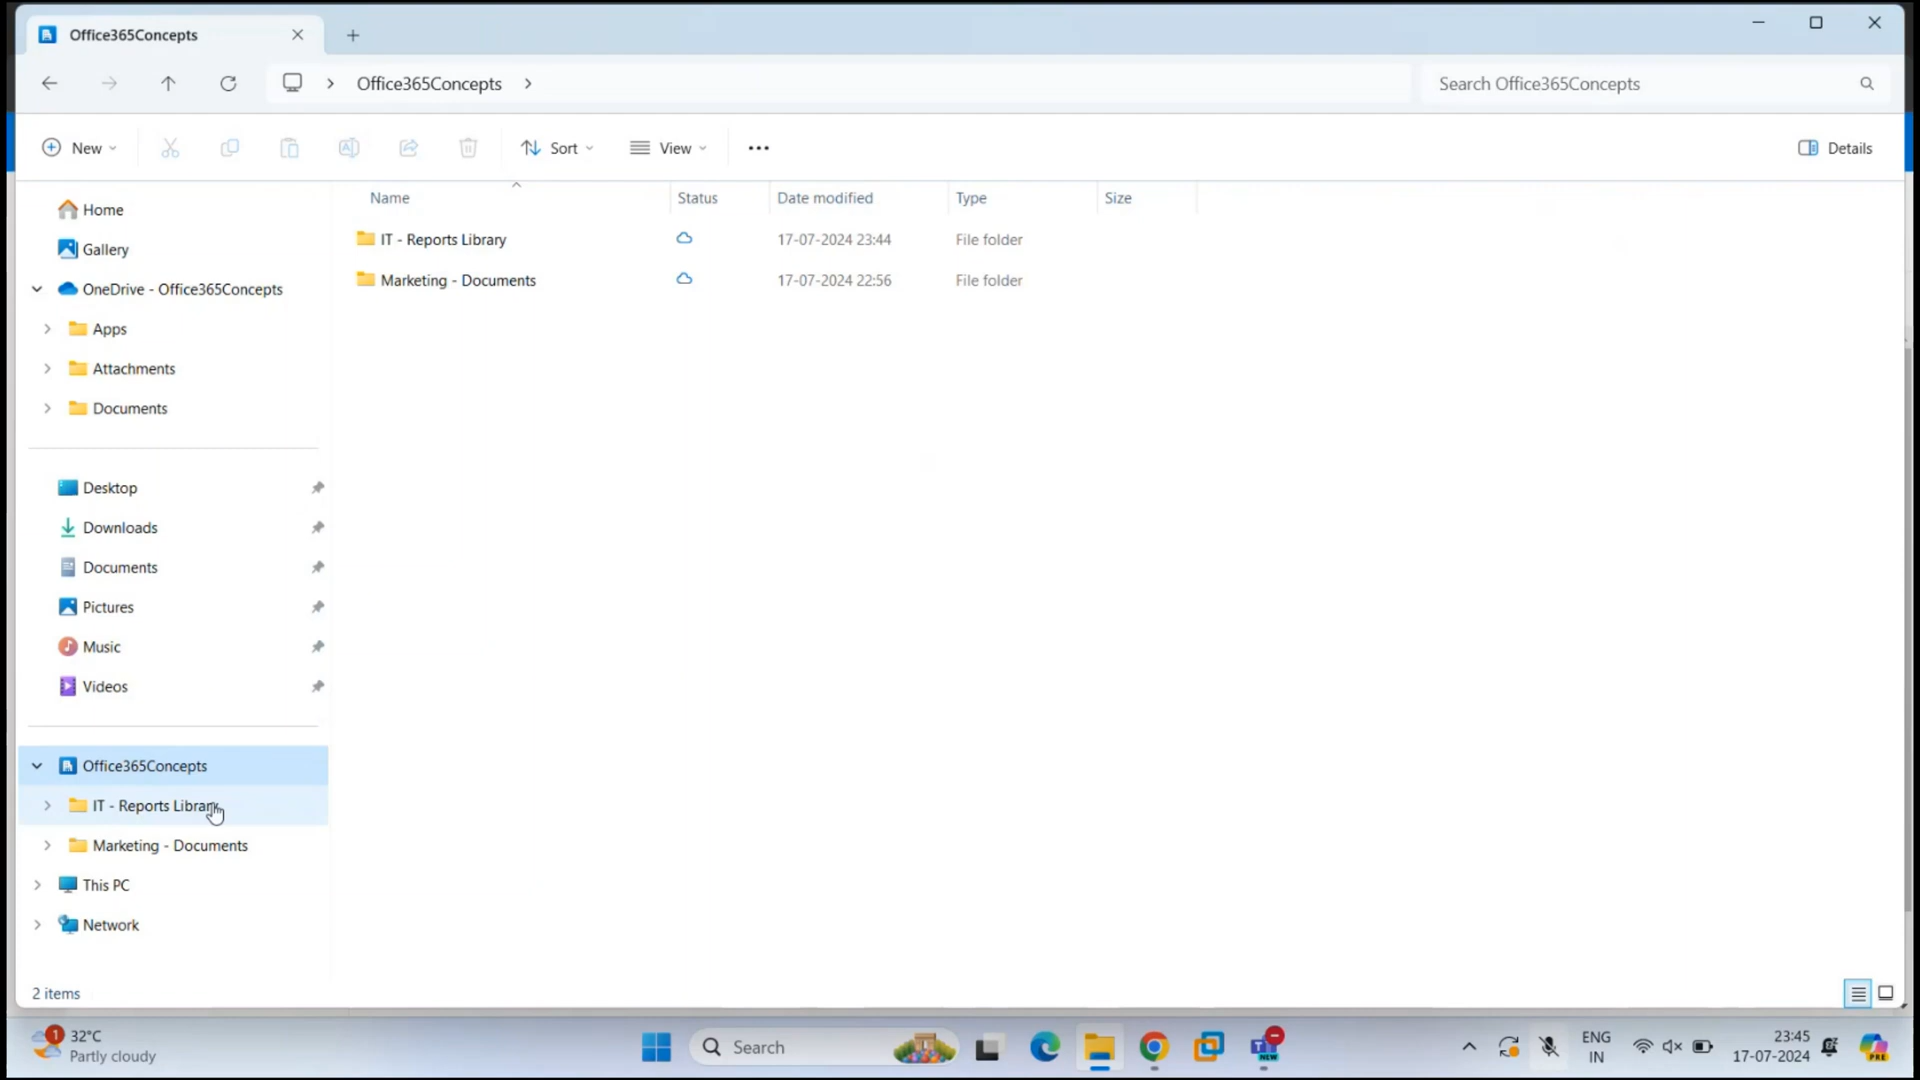 Office365Concepts
Office365Concepts
Search Office365Concepts
New
Sort
View
Details
Name Status Date modified Type Size
IT - Reports Library 17-07-2024 23:44 File folder
Marketing - Documents 17-07-2024 22:56 File folder
Home
Gallery
OneDrive - Office365Concepts
Apps
Attachments
Documents
Desktop
Downloads
Documents
Pictures
Music
Videos
Office365Concepts
IT - Reports Library
Marketing - Documents
This PC
Network
2 items
1 32°C
Partly cloudy
Search
NEW
ENG
IN
23:45
17-07-2024
PRE